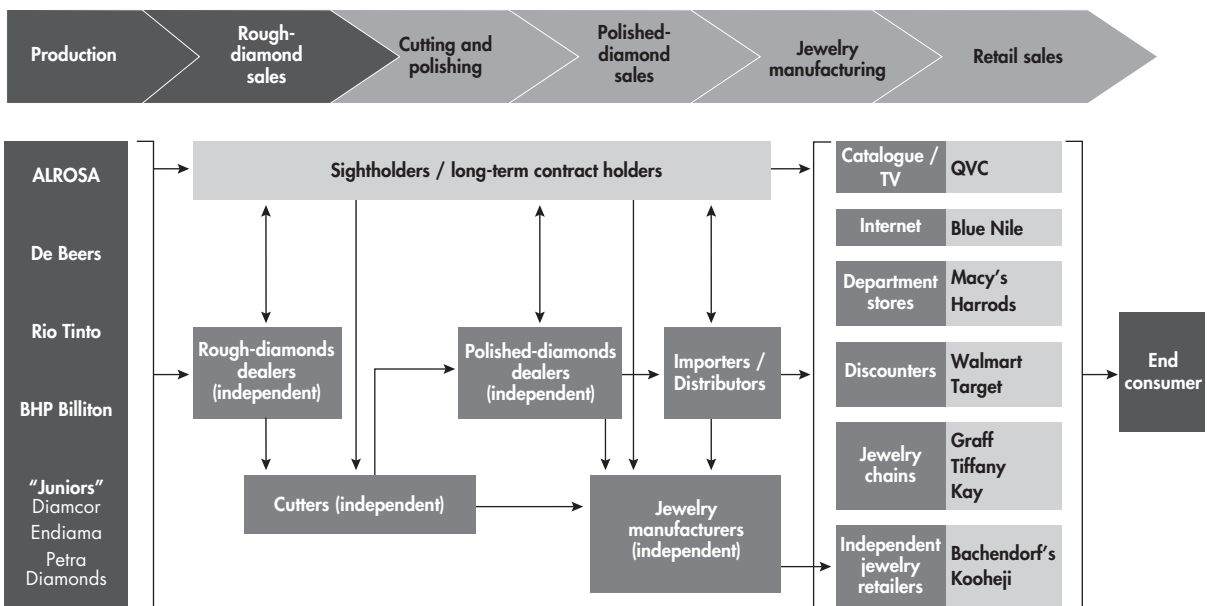 Production
Rough-
diamond
sales
Cutting and
polishing
Polished-
diamond
sales
Jewelry
manufacturing
Retail sales
ALROSA
De Beers
Rio Tinto
BHP Billiton
“Juniors”
Diamcor
Endiama
Petra
Diamonds
Sightholders / long-term contract holders
Rough-diamonds
dealers
(independent)
Polished-diamonds
dealers
(independent)
Importers /
Distributors
Cutters (independent)
Jewelry
manufacturers
(independent)
Catalogue /
TV
QVC
Internet
Blue Nile
Department
stores
Macy’s
Harrods
Discounters
Walmart
Target
Jewelry
chains
Graff
Tiffany
Kay
Independent
jewelry
retailers
Bachendorf’s
Kooheji
End
consumer